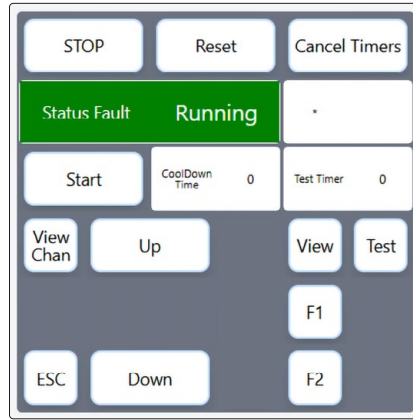 STOP Reset Cancel Timers
Status Fault Running *
Start CoolDown Time 0 Test Timer 0
View Chan Up View Test
F1
ESC Down F2